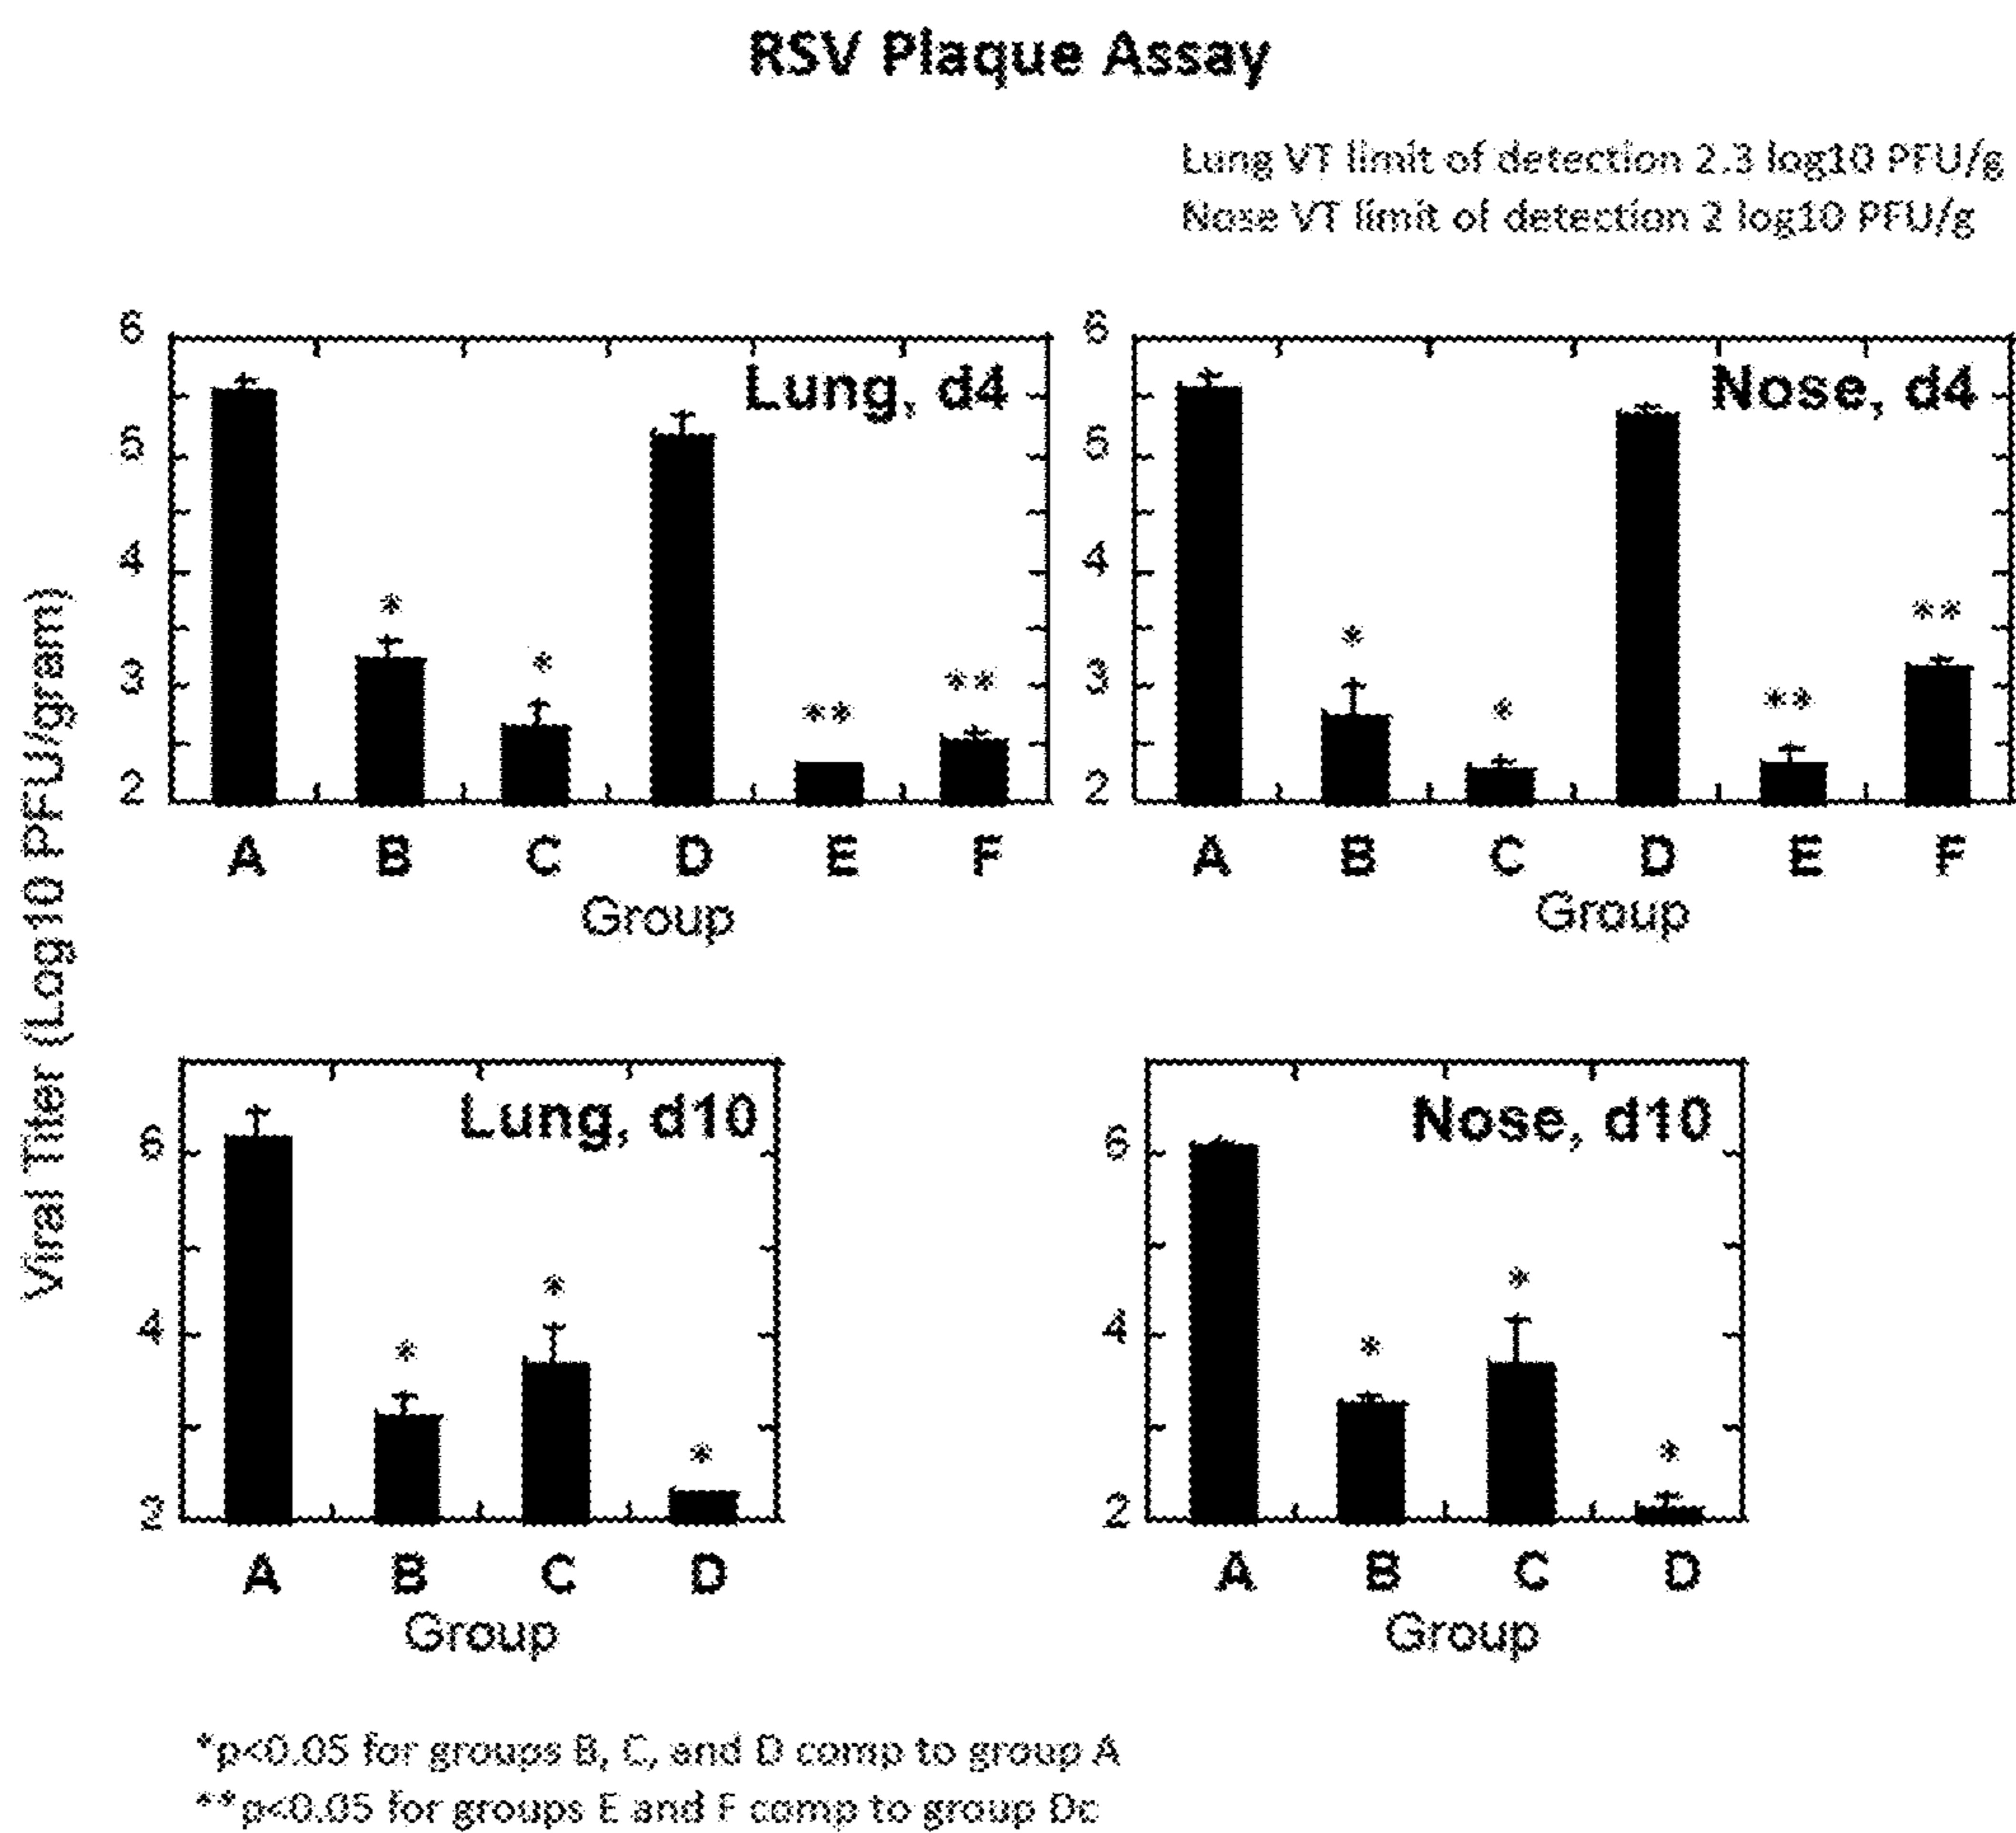 RSV Plaque Assay
Lung VT limit of detection 2.3 log10 PFU/g
Nose VT limit of detection 2 log10 PFU/g
Viral Titer (Log10 PFU/gram)
Lung, d4
6
5
4
3
2
*
*
**
**
A B C D E F
Group
Nose, d4
6
5
4
3
2
*
*
**
**
A B C D E F
Group
Lung, d10
6
4
2
*
*
*
A B C D
Group
Nose, d10
6
4
2
*
*
*
A B C D
Group
*p<0.05 for groups B, C, and D comp to group A
**p<0.05 for groups E and F comp to group Dc